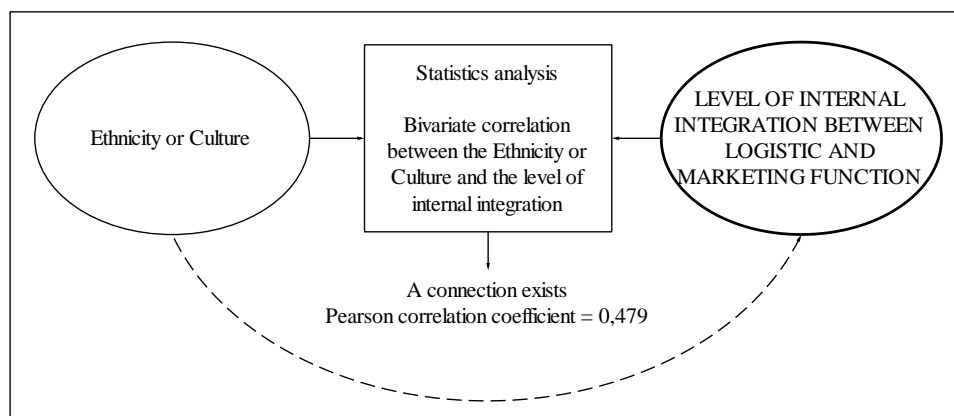 Ethnicity or Culture
Statistics analysis
Bivariate correlation
between the Ethnicity or
Culture and the level of
internal integration
LEVEL OF INTERNAL
INTEGRATION BETWEEN
LOGISTIC AND
MARKETING FUNCTION
A connection exists
Pearson correlation coefficient = 0,479